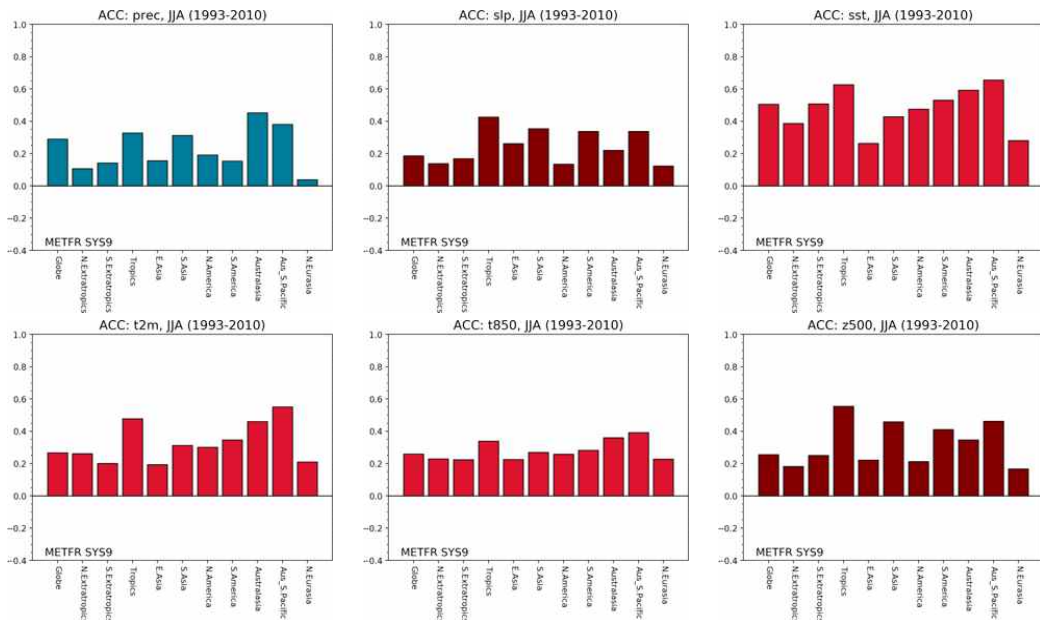 ACC: prec, JJA (1993-2010)
1.0
0.8
0.6
0.4
0.2
0.0
--0.2
--0.4
METFR SYS9
Globe
N.Extratropics
S.Extratropics
Tropics
E.Asia
S.Asia
N.America
S.America
Australasia
Aus_S.Pacific
N.Eurasia
ACC: slp, JJA (1993-2010)
1.0
0.8
0.6
0.4
0.2
0.0
--0.2
--0.4
METFR SYS9
Globe
N.Extratropics
S.Extratropics
Tropics
E.Asia
S.Asia
N.America
S.America
Australasia
Aus_S.Pacific
N.Eurasia
ACC: sst, JJA (1993-2010)
1.0
0.8
0.6
0.4
0.2
0.0
--0.2
--0.4
METFR SYS9
Globe
N.Extratropics
S.Extratropics
Tropics
E.Asia
S.Asia
N.America
S.America
Australasia
Aus_S.Pacific
N.Eurasia
ACC: t2m, JJA (1993-2010)
1.0
0.8
0.6
0.4
0.2
0.0
--0.2
--0.4
METFR SYS9
Globe
N.Extratropics
S.Extratropics
Tropics
E.Asia
S.Asia
N.America
S.America
Australasia
Aus_S.Pacific
N.Eurasia
ACC: t850, JJA (1993-2010)
1.0
0.8
0.6
0.4
0.2
0.0
--0.2
--0.4
METFR SYS9
Globe
N.Extratropics
S.Extratropics
Tropics
E.Asia
S.Asia
N.America
S.America
Australasia
Aus_S.Pacific
N.Eurasia
ACC: z500, JJA (1993-2010)
1.0
0.8
0.6
0.4
0.2
0.0
--0.2
--0.4
METFR SYS9
Globe
N.Extratropics
S.Extratropics
Tropics
E.Asia
S.Asia
N.America
S.America
Australasia
Aus_S.Pacific
N.Eurasia